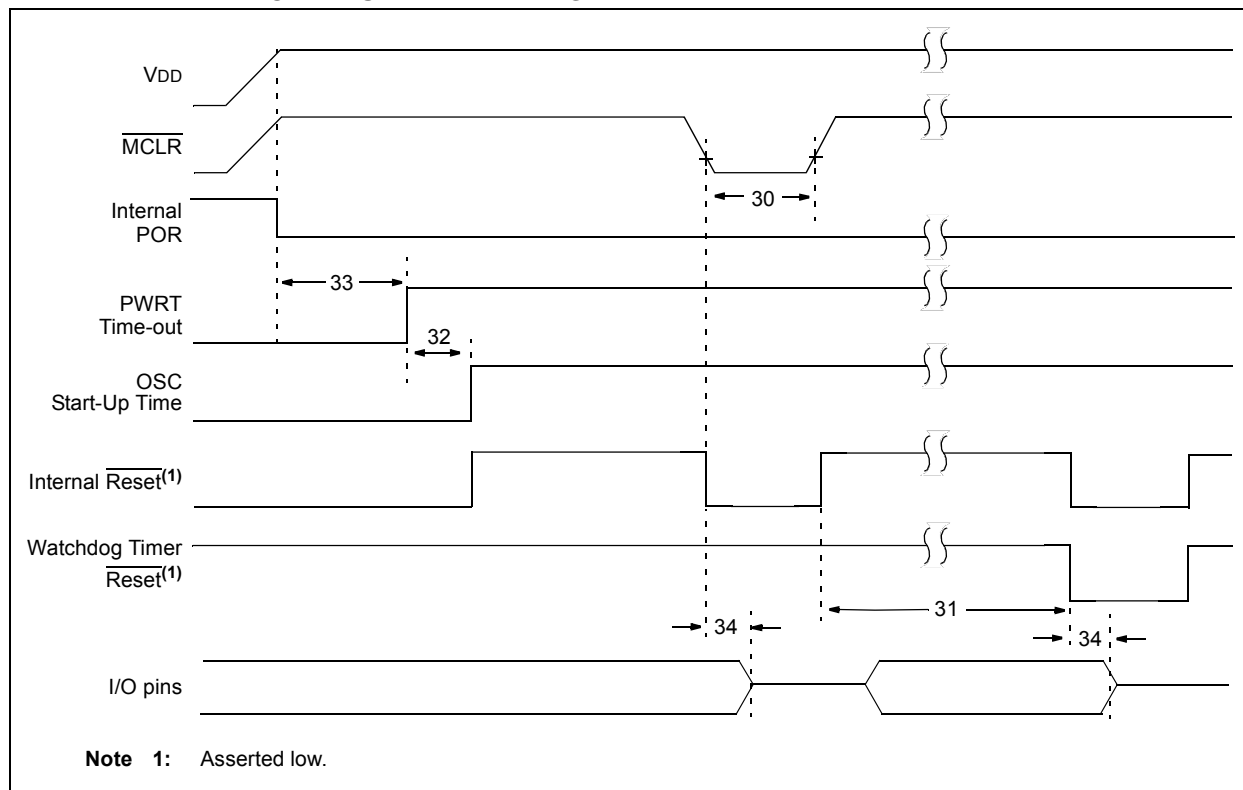 VDD
MCLR
30
Internal
POR
33
PWRT
Time-out
32
OSC
Start-Up Time
Internal Reset(1)
Watchdog Timer
Reset(1)
31
34
34
I/O pins
Note 1: Asserted low.